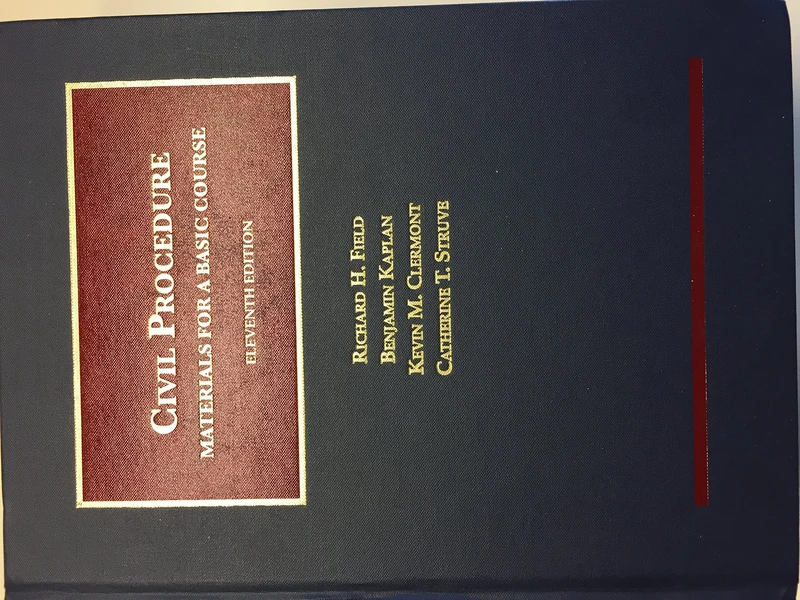 CIVIL PROCEDURE
MATERIALS FOR A BASIC COURSE
ELEVENTH EDITION
RICHARD H. FIELD
BENJAMIN KAPLAN
KEVIN M. CLERMONT
CATHERINE T. STRUVE